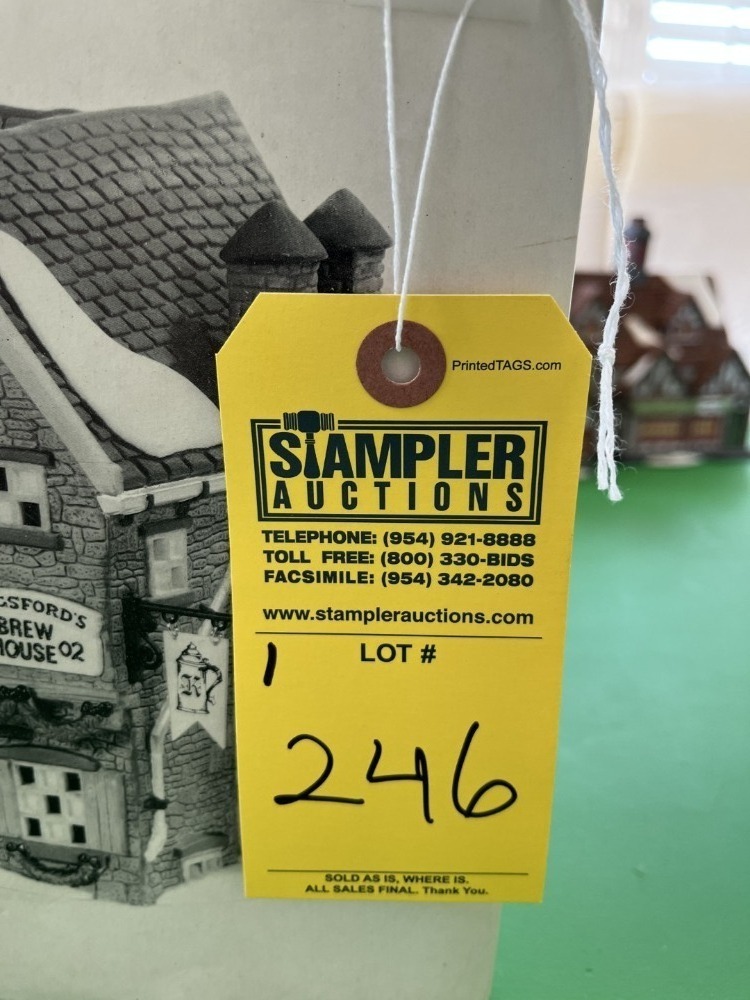 PrintedTAGS.com
STAMPLER
AUCTIONS
TELEPHONE: (954) 921-8888
TOLL FREE: (800) 330-BIDS
FACSIMILE: (954) 342-2080
www.stamplerauctions.com
1 LOT #
246
SOLD AS IS, WHERE IS.
ALL SALES FINAL. Thank You.
GSFORD'S
BREW
HOUSE 02
K